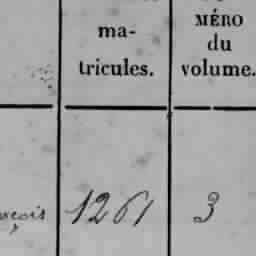 ma-
tricules.
MÉRO
du
volume.
1261
3